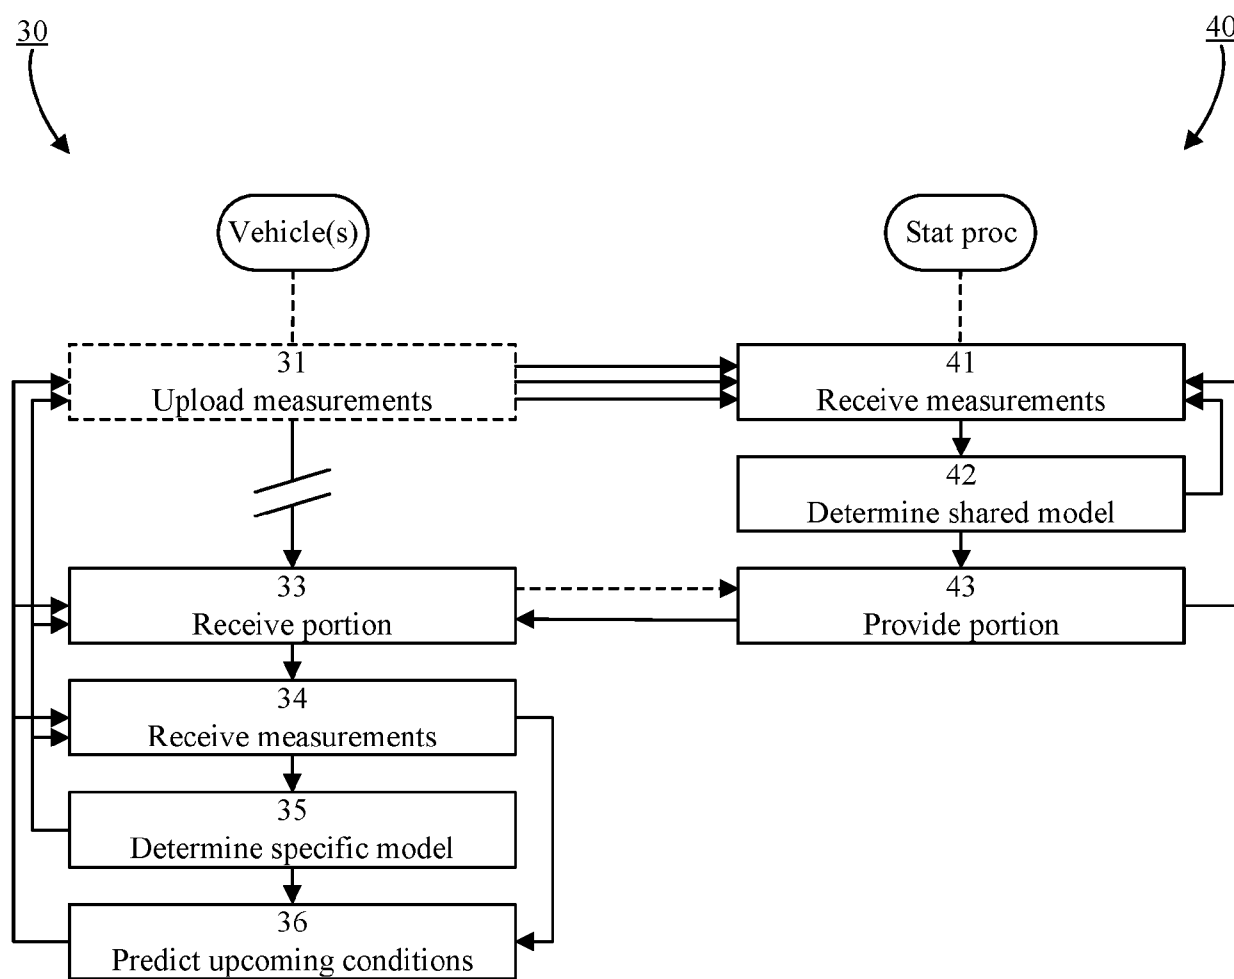 30
40
Vehicle(s)
Stat proc
31
Upload measurements
41
Receive measurements
42
Determine shared model
33
Receive portion
43
Provide portion
34
Receive measurements
35
Determine specific model
36
Predict upcoming conditions